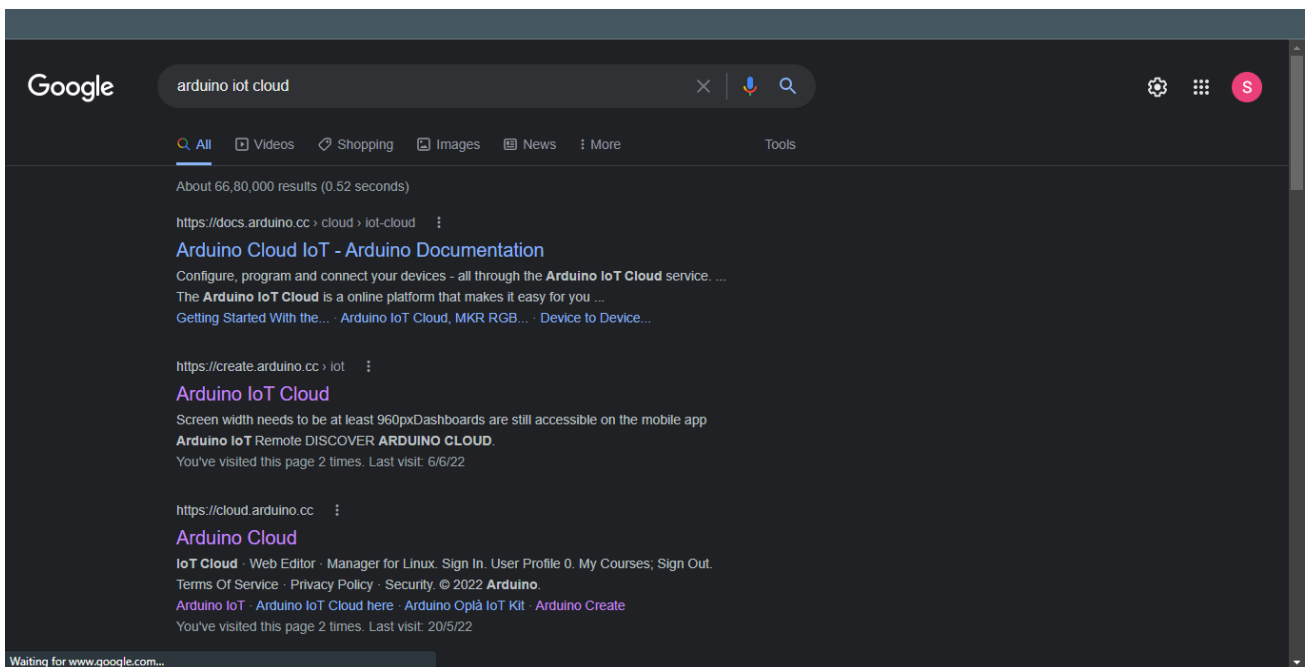 Google
arduino iot cloud
S
All Videos Shopping Images News More Tools
About 66,80,000 results (0.52 seconds)
https://docs.arduino.cc › cloud › iot-cloud
Arduino Cloud IoT - Arduino Documentation
Configure, program and connect your devices - all through the Arduino IoT Cloud service. ...
The Arduino IoT Cloud is a online platform that makes it easy for you ...
Getting Started With the... · Arduino IoT Cloud, MKR RGB... · Device to Device...
https://create.arduino.cc › iot
Arduino IoT Cloud
Screen width needs to be at least 960pxDashboards are still accessible on the mobile app
Arduino IoT Remote DISCOVER ARDUINO CLOUD.
You've visited this page 2 times. Last visit: 6/6/22
https://cloud.arduino.cc
Arduino Cloud
IoT Cloud · Web Editor · Manager for Linux. Sign In. User Profile 0. My Courses; Sign Out.
Terms Of Service · Privacy Policy · Security. © 2022 Arduino.
Arduino IoT · Arduino IoT Cloud here · Arduino Oplà IoT Kit · Arduino Create
You've visited this page 2 times. Last visit: 20/5/22
Waiting for www.google.com...